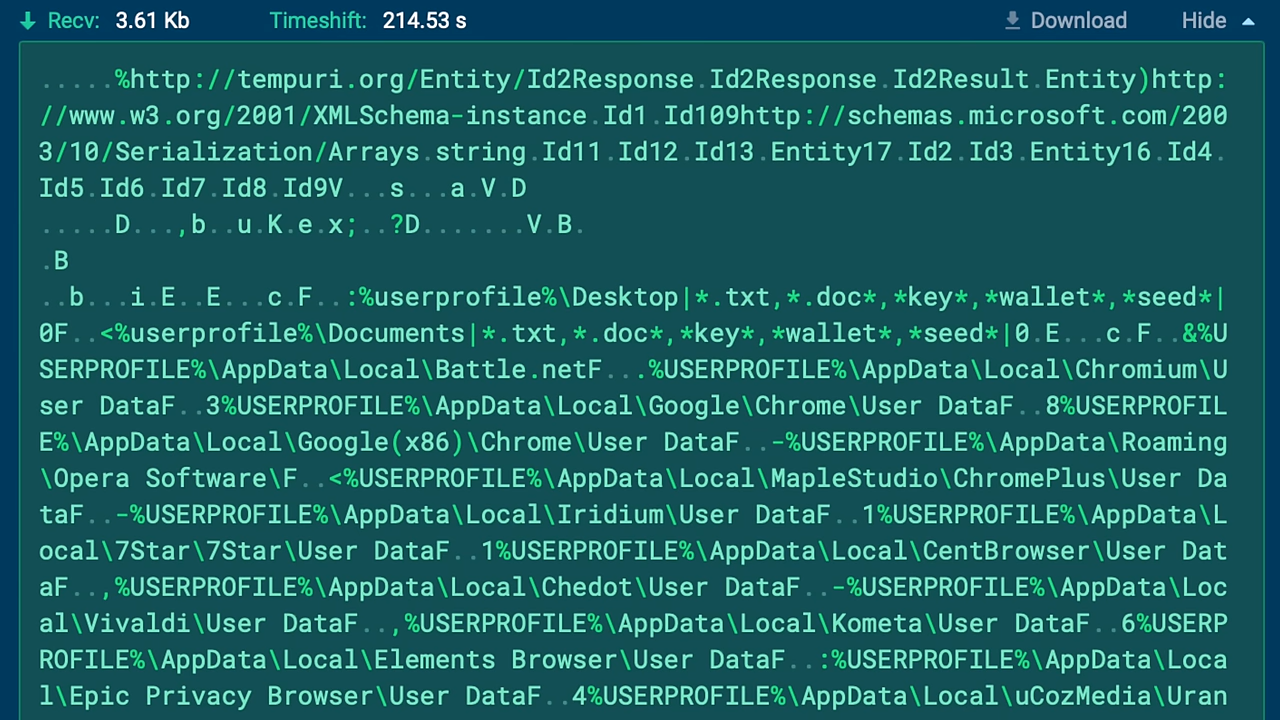 Recv: 3.61 Kb Timeshift: 214.53 s Download Hide
.....%http://tempuri.org/Entity/Id2Response.Id2Response.Id2Result.Entity)http:
//www.w3.org/2001/XMLSchema-instance.Id1.Id109http://schemas.microsoft.com/200
3/10/Serialization/Arrays.string.Id11.Id12.Id13.Entity17.Id2.Id3.Entity16.Id4.
Id5.Id6.Id7.Id8.Id9V...s...a.V.D
.....D...,b..u.K.e.x;..?D.......V.B.
.B
..b...i.E..E...c.F..:%userprofile%\Desktop|*.txt,*.doc*,*key*,*wallet*,*seed*|
0F..<%userprofile%\Documents|*.txt,*.doc*,*key*,*wallet*,*seed*|0.E...c.F..&%U
SERPROFILE%\AppData\Local\Battle.netF...%USERPROFILE%\AppData\Local\Chromium\U
ser DataF..3%USERPROFILE%\AppData\Local\Google\Chrome\User DataF..8%USERPROFIL
E%\AppData\Local\Google(x86)\Chrome\User DataF..-%USERPROFILE%\AppData\Roaming
\Opera Software\F..<%USERPROFILE%\AppData\Local\MapleStudio\ChromePlus\User Da
taF..-%USERPROFILE%\AppData\Local\Iridium\User DataF..1%USERPROFILE%\AppData\L
ocal\7Star\7Star\User DataF..1%USERPROFILE%\AppData\Local\CentBrowser\User Dat
aF..,%USERPROFILE%\AppData\Local\Chedot\User DataF..-%USERPROFILE%\AppData\Loc
al\Vivaldi\User DataF..,%USERPROFILE%\AppData\Local\Kometa\User DataF..6%USERP
ROFILE%\AppData\Local\Elements Browser\User DataF..:%USERPROFILE%\AppData\Loca
l\Epic Privacy Browser\User DataF..4%USERPROFILE%\AppData\Local\uCozMedia\Uran